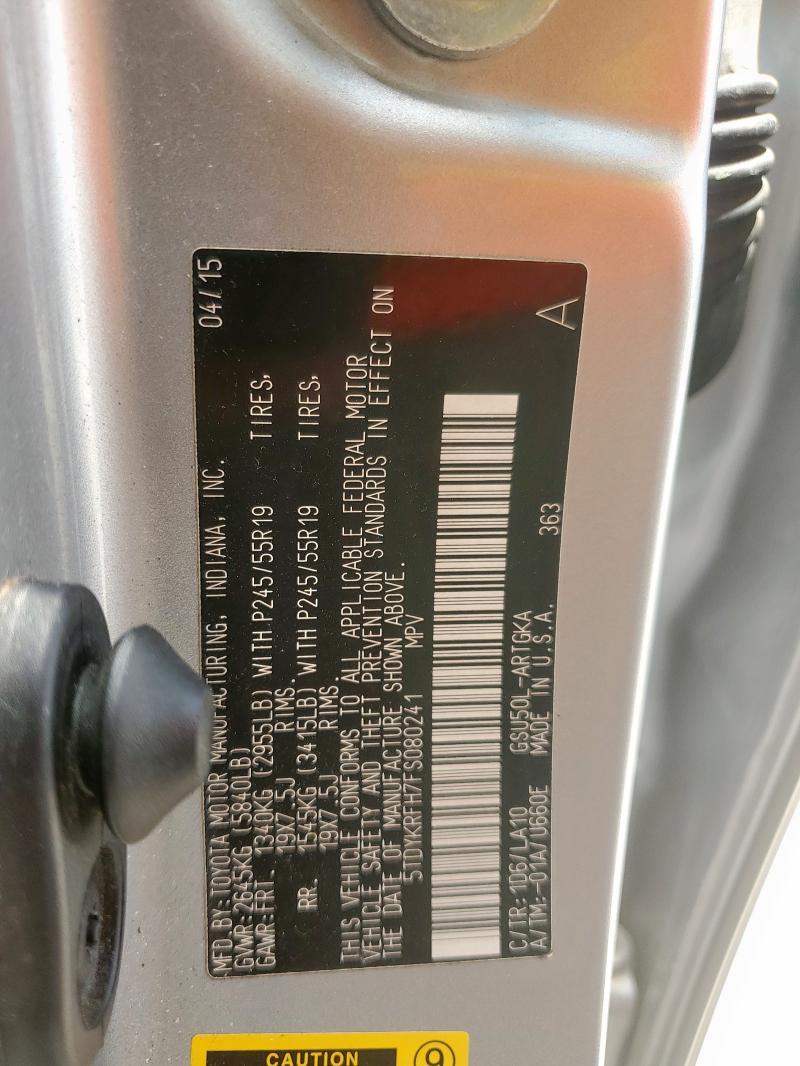 MFD.BY:TOYOTA MOTOR MANUFACTURING, INDIANA, INC. 04/15
GVWR:2645KG (5840LB)
GAWR:FRT. 1340KG (2955LB) WITH P245/55R19 TIRES,
19X7.5J RIMS.
RR. 1545KG (3415LB) WITH P245/55R19 TIRES,
19X7.5J RIMS
THIS VEHICLE CONFORMS TO ALL APPLICABLE FEDERAL MOTOR
VEHICLE SAFETY AND THEFT PREVENTION STANDARDS IN EFFECT ON
THE DATE OF MANUFACTURE SHOWN ABOVE.
5TDYKRFH7FS080241 MPV
C/TR:1D6/LA10 GSU50L-ARTGKA
A/TM:-01A/U660E MADE IN U.S.A. 363 A
CAUTION 9